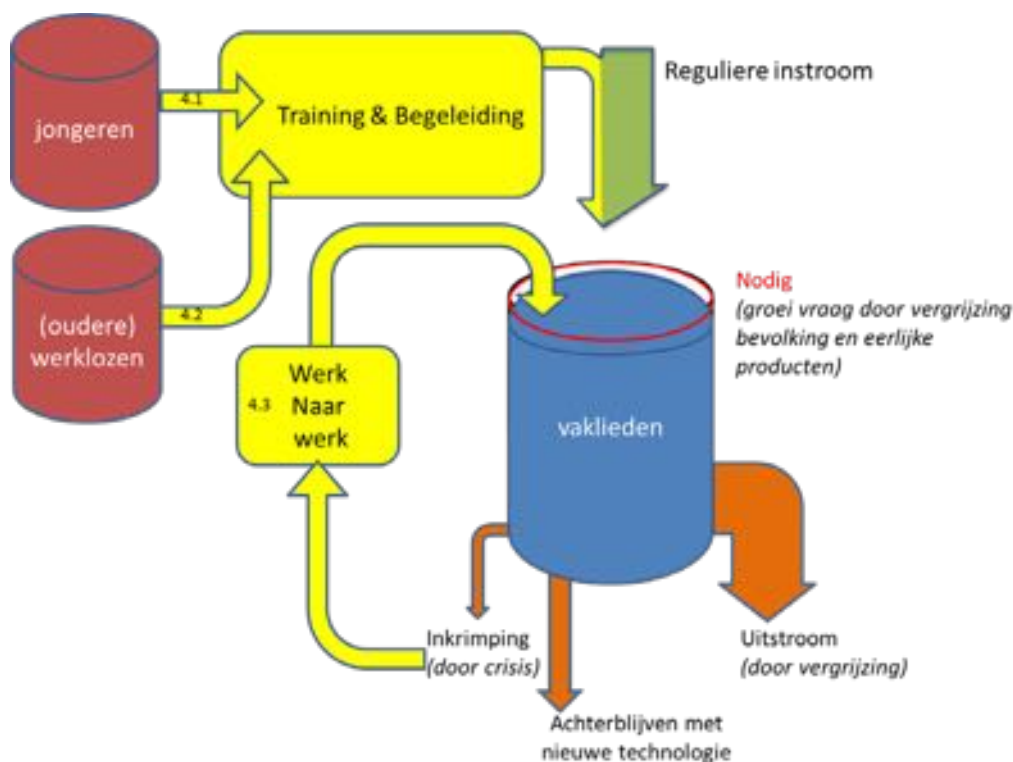 jongeren
4.1
Training & Begeleiding
Reguliere instroom
(oudere)
werklozen
4.2
Werk
4.3 Naar
werk
Nodig
(groei vraag door vergrijzing
bevolking en eerlijke
producten)
vaklieden
Inkrimping
(door crisis)
Uitstroom
(door vergrijzing)
Achterblijven met
nieuwe technologie